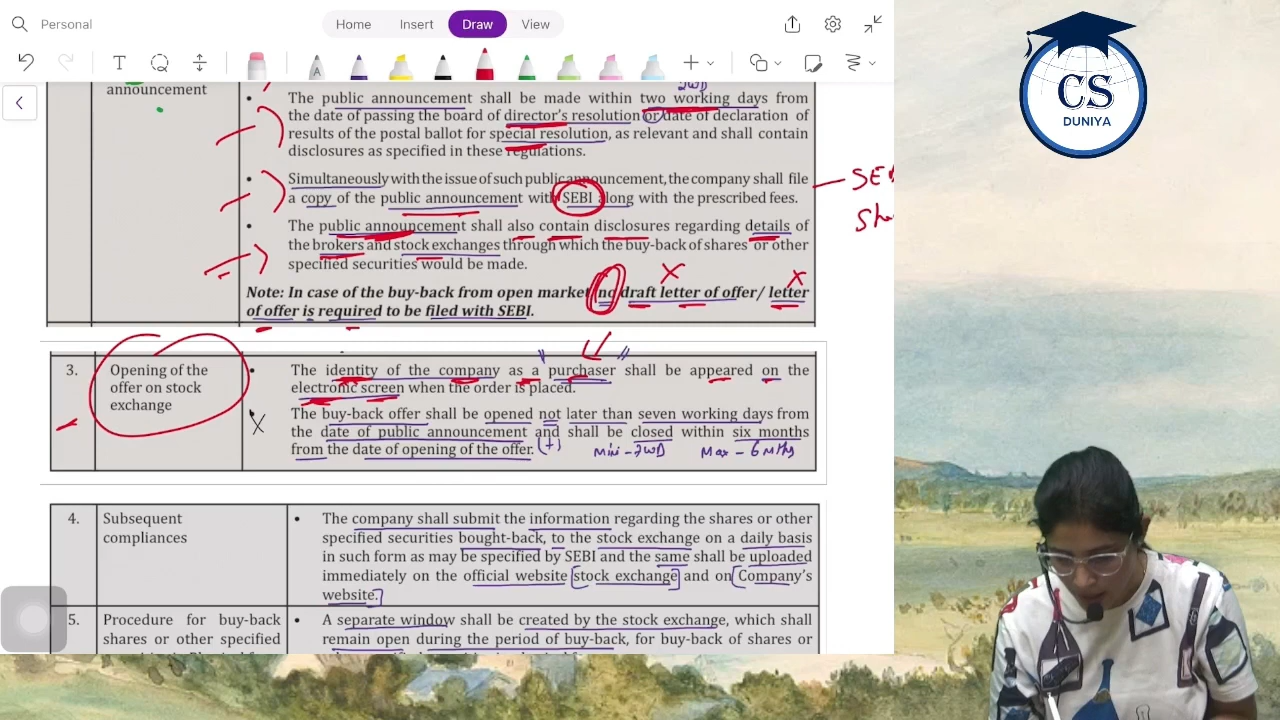 Personal
Home Insert Draw View
announcement
2WD
The public announcement shall be made within two working days from
the date of passing the board of director's resolution or date of declaration of
results of the postal ballot for special resolution, as relevant and shall contain
disclosures as specified in these regulations.
Simultaneously with the issue of such public announcement, the company shall file
a copy of the public announcement with SEBI along with the prescribed fees.
The public announcement shall also contain disclosures regarding details of
the brokers and stock exchanges through which the buy-back of shares or other
specified securities would be made.
Note: In case of the buy-back from open market no draft letter of offer/ letter
of offer is required to be filed with SEBI.
3. Opening of the
offer on stock
exchange
The identity of the company as a purchaser shall be appeared on the
electronic screen when the order is placed.
The buy-back offer shall be opened not later than seven working days from
the date of public announcement and shall be closed within six months
from the date of opening of the offer.
(+) Mini - 7WD Max - 6 Mths
4. Subsequent
compliances
The company shall submit the information regarding the shares or other
specified securities bought-back, to the stock exchange on a daily basis
in such form as may be specified by SEBI and the same shall be uploaded
immediately on the official website [stock exchange] and on [Company's
website.]
5. Procedure for buy-back
shares or other specified
A separate window shall be created by the stock exchange, which shall
remain open during the period of buy-back, for buy-back of shares or
CS
DUNIYA